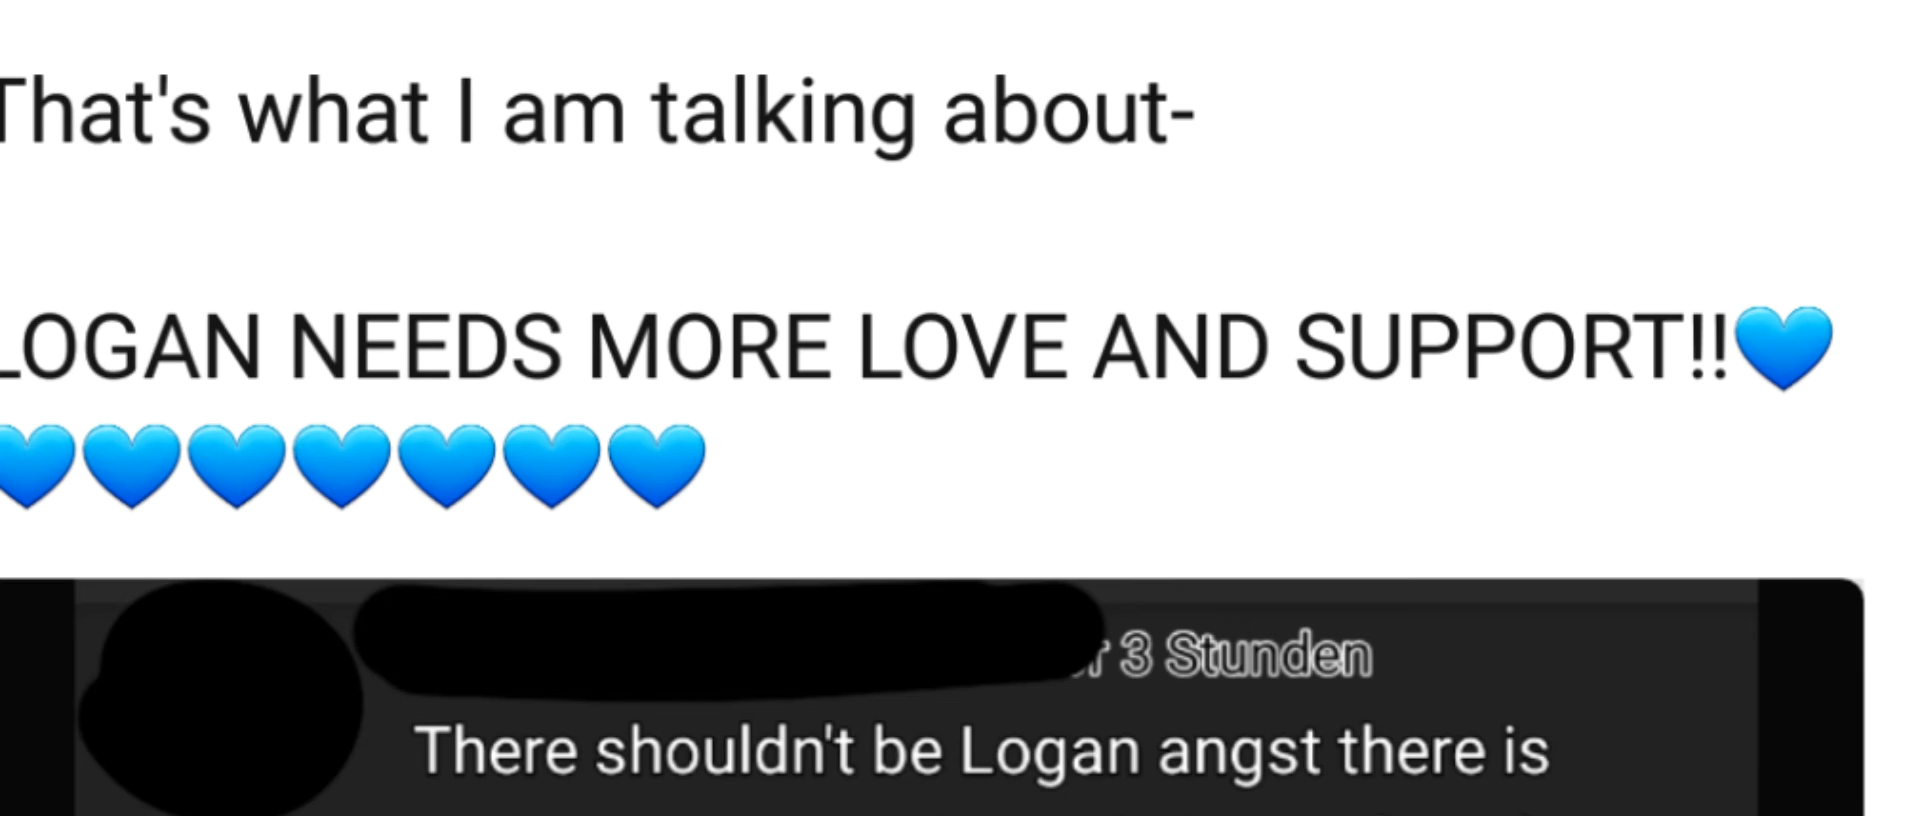 That's what I am talking about-
LOGAN NEEDS MORE LOVE AND SUPPORT!!💙
💙💙💙💙💙💙💙
3 Stunden
There shouldn't be Logan angst there is